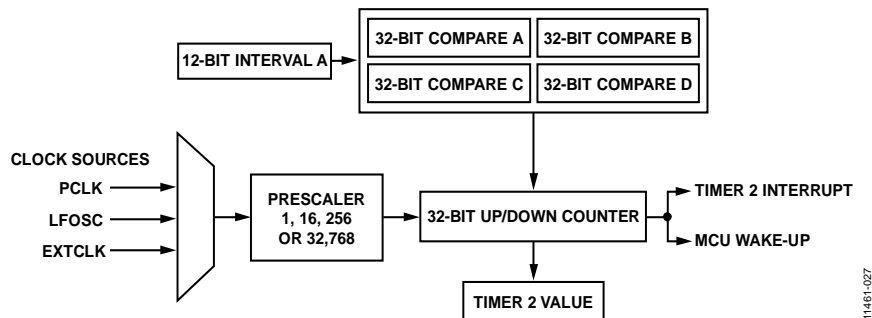 32-BIT COMPARE A
32-BIT COMPARE B
12-BIT INTERVAL A
32-BIT COMPARE C
32-BIT COMPARE D
CLOCK SOURCES
PCLK
LFOSC
EXTCLK
PRESCALER
1, 16, 256
OR 32,768
32-BIT UP/DOWN COUNTER
TIMER 2 INTERRUPT
MCU WAKE-UP
TIMER 2 VALUE
11461-027